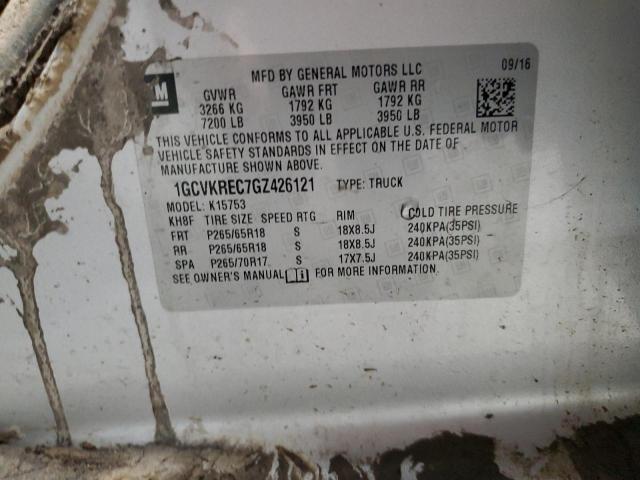 MFD BY GENERAL MOTORS LLC 09/16
GM
GVWR GAWR FRT GAWR RR
3266 KG 1792 KG 1792 KG
7200 LB 3950 LB 3950 LB
THIS VEHICLE CONFORMS TO ALL APPLICABLE U.S. FEDERAL MOTOR
VEHICLE SAFETY STANDARDS IN EFFECT ON THE DATE OF
MANUFACTURE SHOWN ABOVE.
1GCVKREC7GZ426121 TYPE: TRUCK
MODEL: K15753
KH8F TIRE SIZE SPEED RTG RIM COLD TIRE PRESSURE
FRT P265/65R18 S 18X8.5J 240KPA(35PSI)
RR P265/65R18 S 18X8.5J 240KPA(35PSI)
SPA P265/70R17 S 17X7.5J 240KPA(35PSI)
SEE OWNER'S MANUAL FOR MORE INFORMATION.